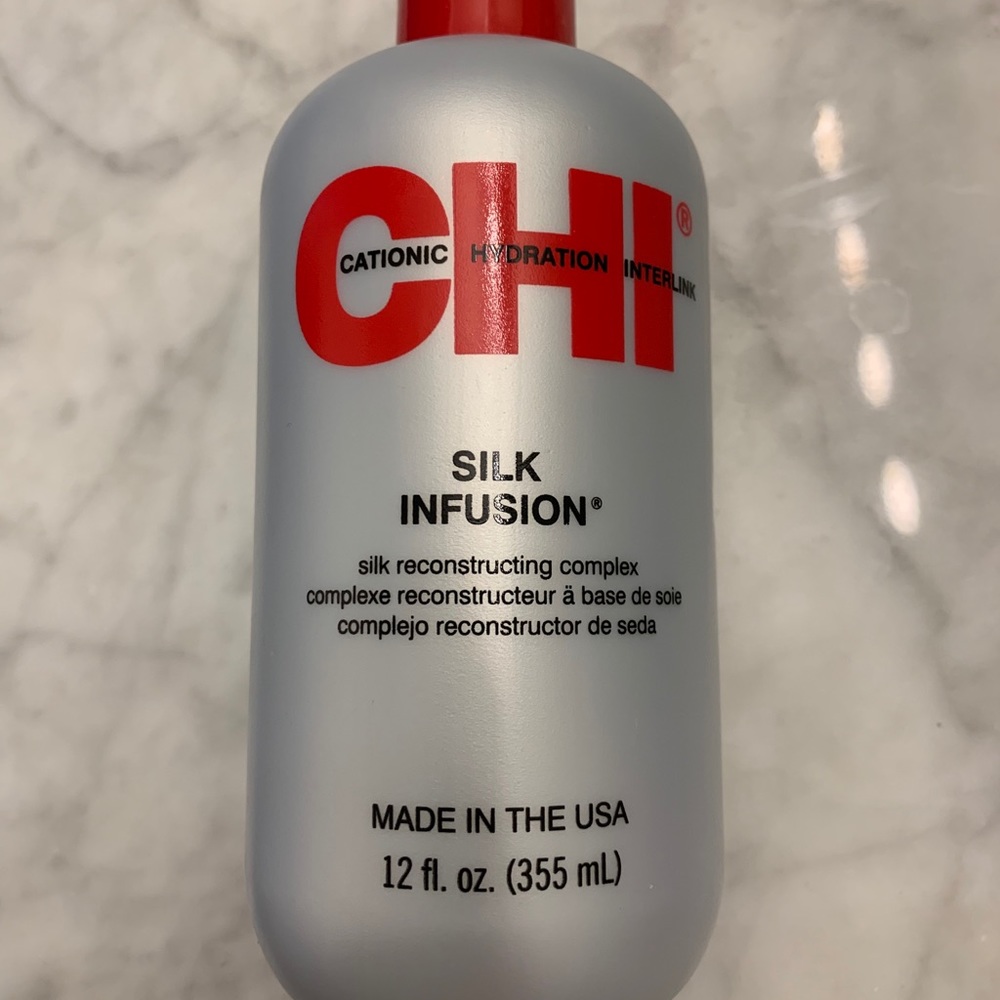 CHI®
CATIONIC HYDRATION INTERLINK
SILK
INFUSION®
silk reconstructing complex
complexe reconstructeur ä base de soie
complejo reconstructor de seda
MADE IN THE USA
12 fl. oz. (355 mL)